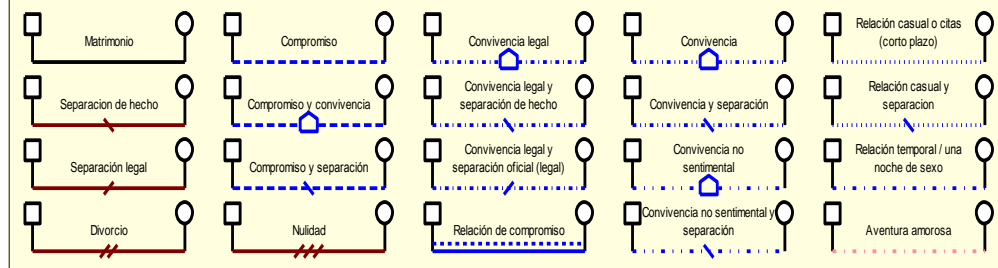 Matrimonio
Compromiso
Convivencia legal
Convivencia
Relación casual o citas
(corto plazo)
Separacion de hecho
Compromiso y convivencia
Convivencia legal y
separación de hecho
Convivencia y separación
Relación casual y
separacion
Separación legal
Compromiso y separación
Convivencia legal y
separación oficial (legal)
Convivencia no
sentimental
Relación temporal / una
noche de sexo
Divorcio
Nulidad
Relación de compromiso
Convivencia no sentimental y
separación
Aventura amorosa